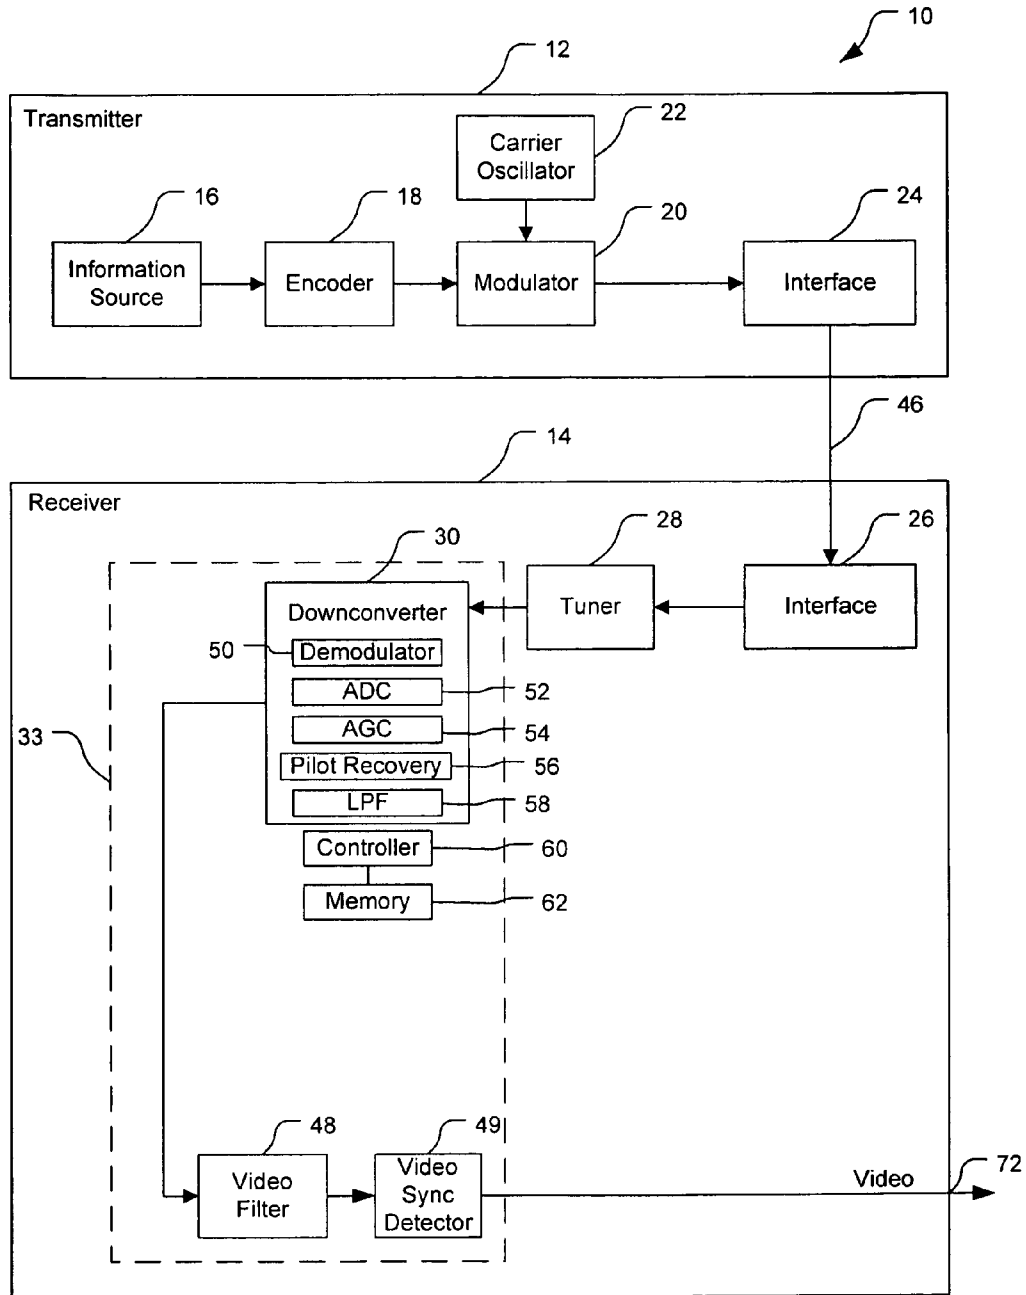 10
12
Transmitter
22
Carrier
Oscillator
16
18
20
24
Information
Source
Encoder
Modulator
Interface
46
14
Receiver
30
28
26
Downconverter
Tuner
Interface
50
Demodulator
ADC
52
33
AGC
54
Pilot Recovery
56
LPF
58
Controller
60
Memory
62
48
49
Video
Filter
Video
Sync
Detector
Video
72